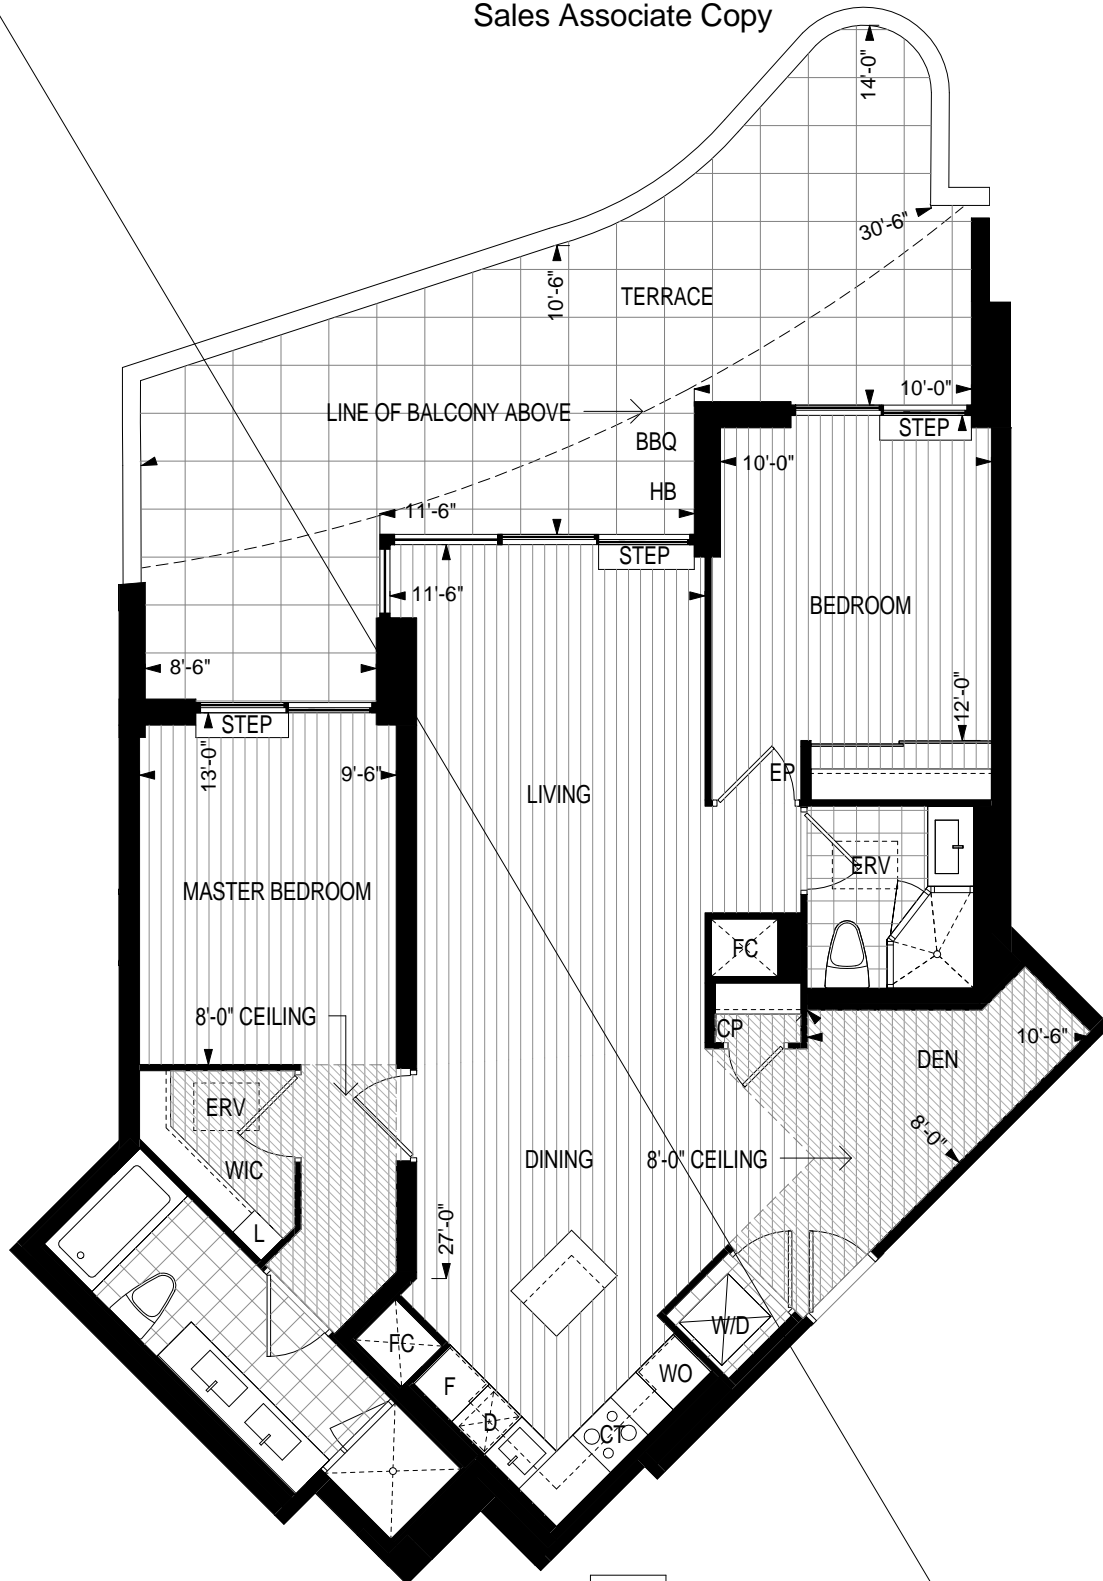 Sales Associate Copy
14'-0"
30'-6"
10'-6"
TERRACE
10'-0"
LINE OF BALCONY ABOVE
STEP
BBQ
10'-0"
HB
11'-6"
STEP
11'-6"
BEDROOM
8'-6"
12'-0"
STEP
13'-0"
9'-6"
EP
LIVING
ERV
MASTER BEDROOM
FC
8'-0" CEILING
CP
10'-6"
DEN
ERV
8'-0"
WIC
DINING
8'-0" CEILING
L
27'-0"
W/D
FC
WO
F
D
CT